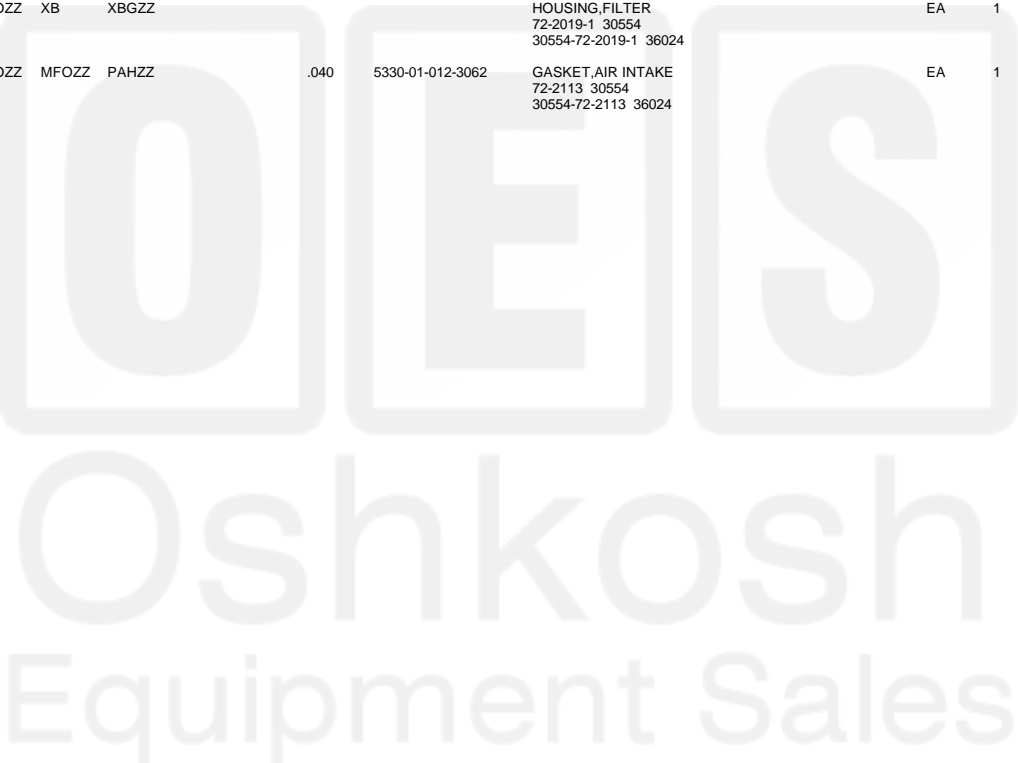 OZZ XB XBGZZ HOUSING,FILTER EA 1
72-2019-1 30554
30554-72-2019-1 36024
OZZ MFOZZ PAHZZ .040 5330-01-012-3062 GASKET,AIR INTAKE EA 1
72-2113 30554
30554-72-2113 36024
OES
Oshkosh
Equipment Sales